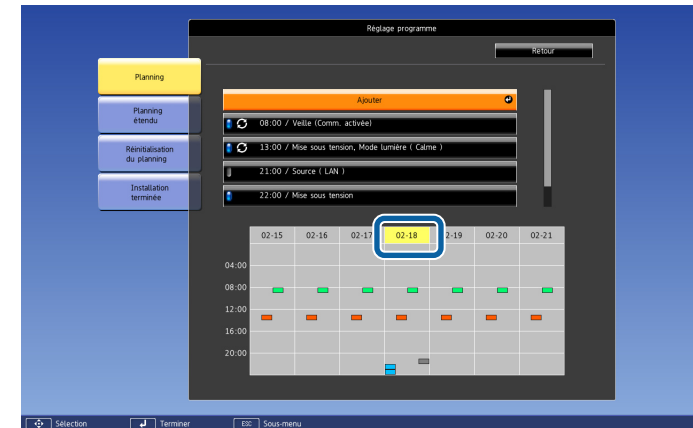 Réglage programme
Retour
Planning
Planning
étendu
Réinitialisation
du planning
Installation
terminée
Ajouter
08:00 / Veille (Comm. activée)
13:00 / Mise sous tension, Mode lumière ( Calme )
21:00 / Source ( LAN )
22:00 / Mise sous tension
02-15 02-16 02-17 02-18 02-19 02-20 02-21
04:00
08:00
12:00
16:00
20:00
Sélection Terminer ESC Sous-menu